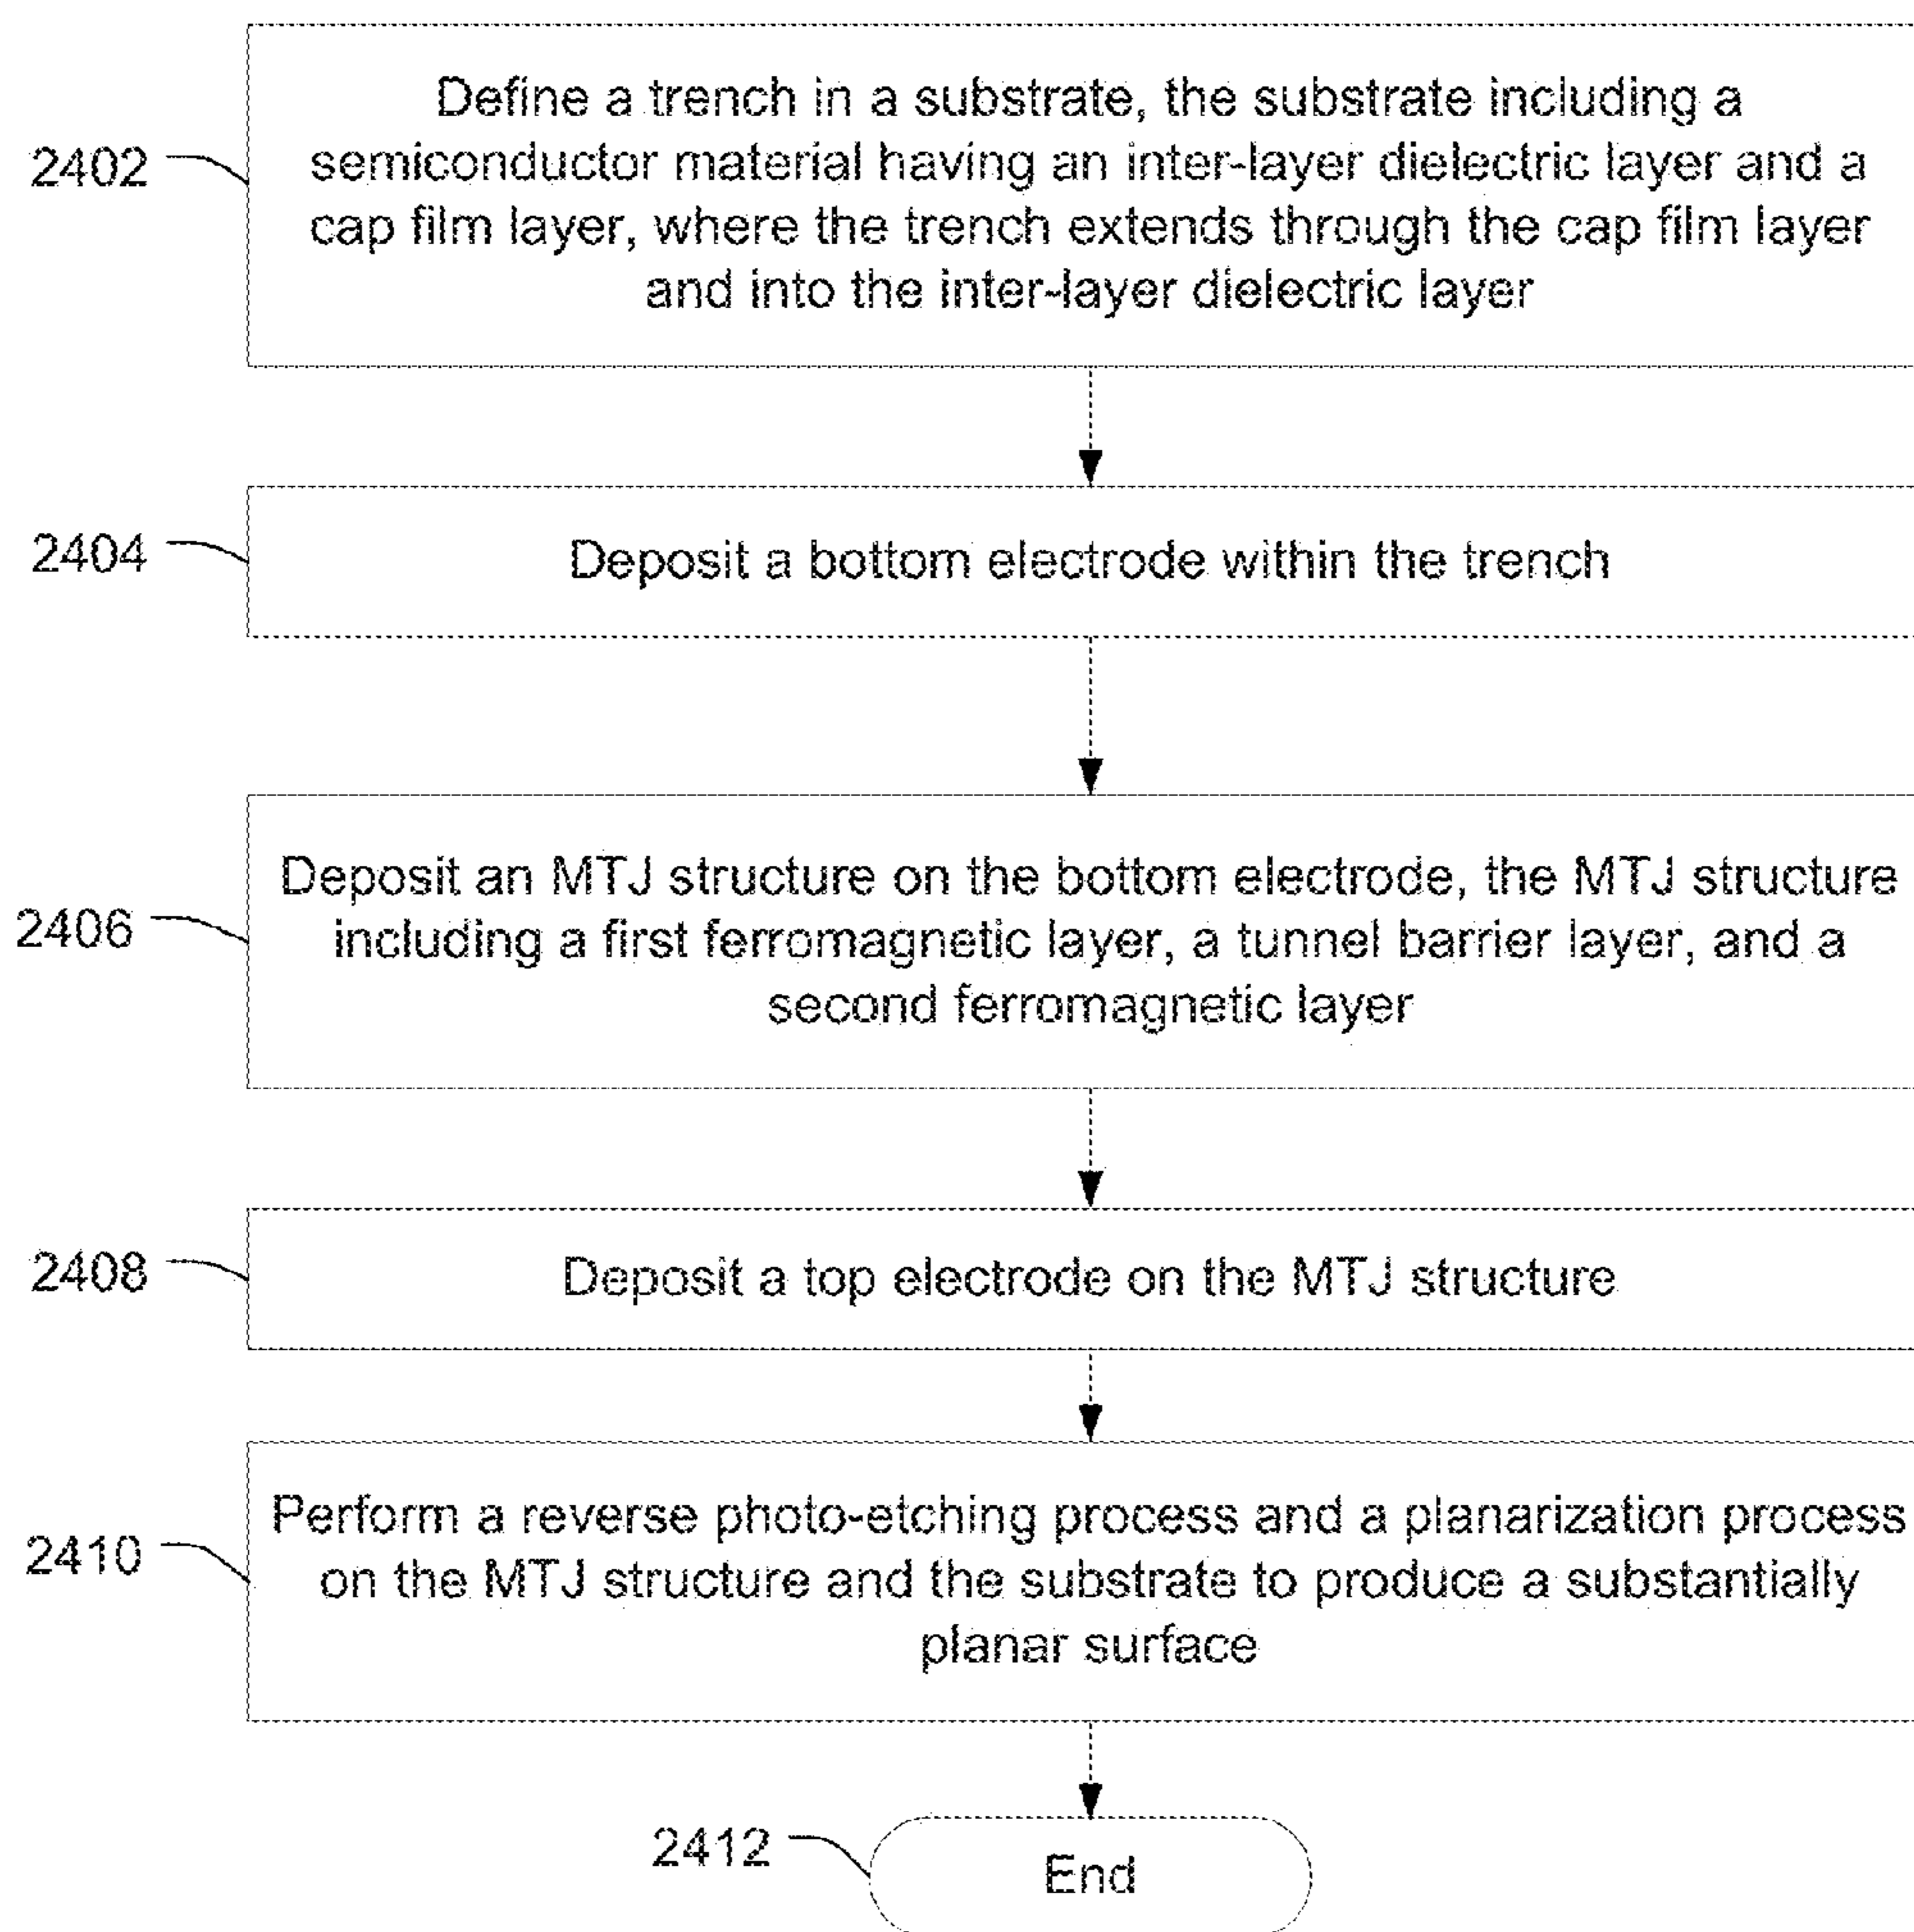 2402
Define a trench in a substrate, the substrate including a
semiconductor material having an inter-layer dielectric layer and a
cap film layer, where the trench extends through the cap film layer
and into the inter-layer dielectric layer
2404
Deposit a bottom electrode within the trench
2406
Deposit an MTJ structure on the bottom electrode, the MTJ structure
including a first ferromagnetic layer, a tunnel barrier layer, and a
second ferromagnetic layer
2408
Deposit a top electrode on the MTJ structure
2410
Perform a reverse photo-etching process and a planarization process
on the MTJ structure and the substrate to produce a substantially
planar surface
2412
End